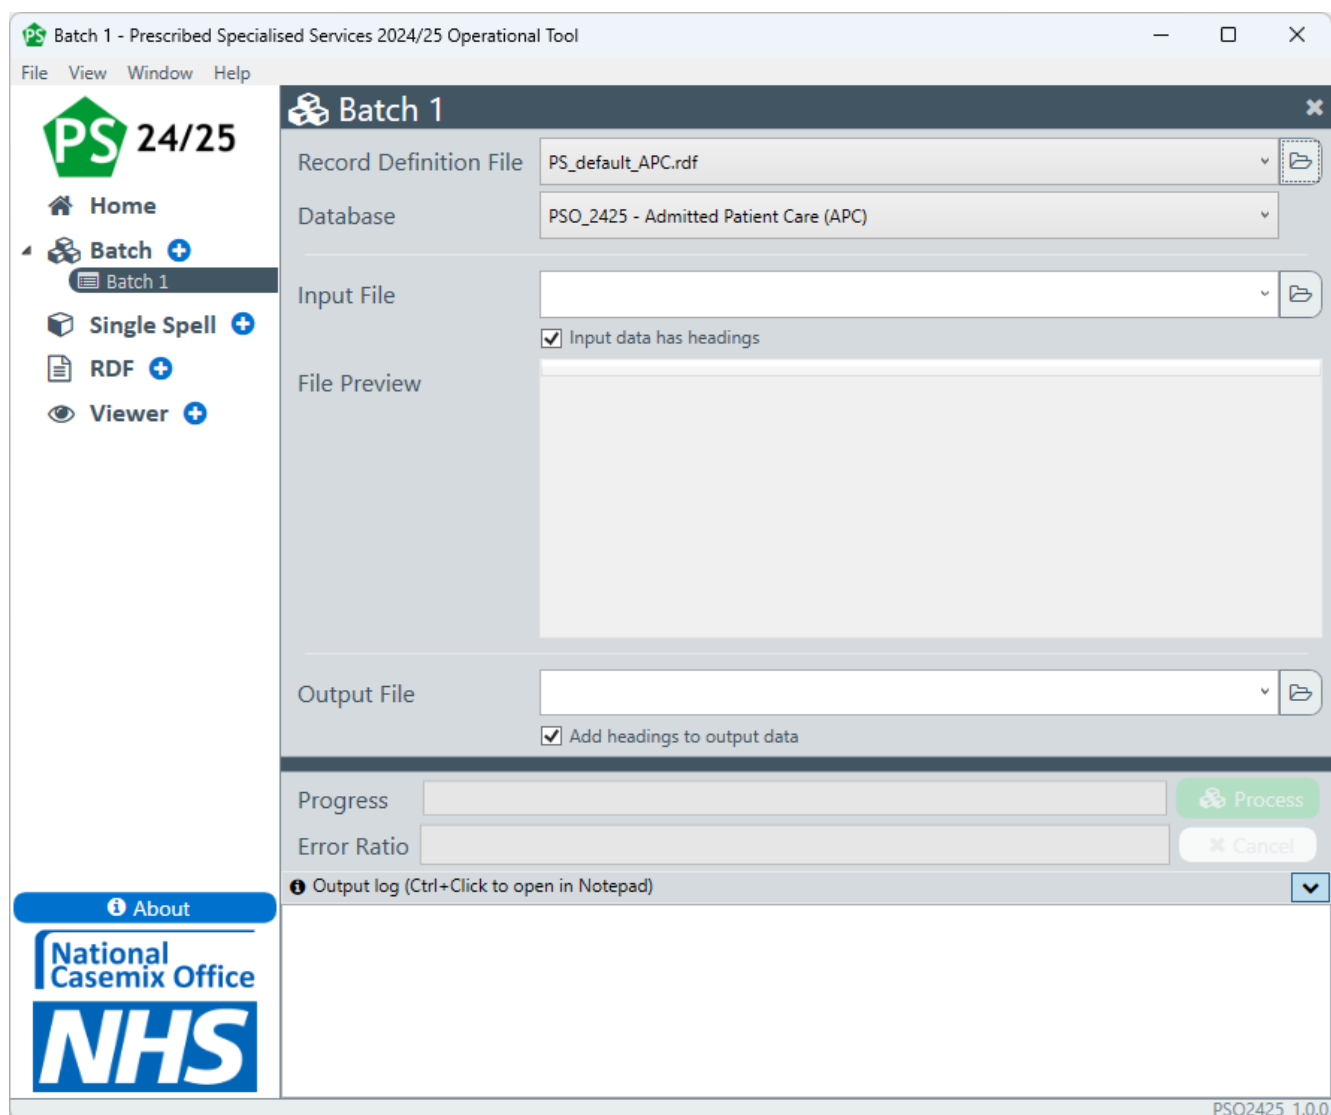 PS Batch 1 - Prescribed Specialised Services 2024/25 Operational Tool
File View Window Help
PS 24/25
Home
Batch
Batch 1
Single Spell
RDF
Viewer
About
National
Casemix Office
NHS
Batch 1
Record Definition File PS_default_APC.rdf
Database PSO_2425 - Admitted Patient Care (APC)
Input File
Input data has headings
File Preview
Output File
Add headings to output data
Progress Process
Error Ratio Cancel
Output log (Ctrl+Click to open in Notepad)
PSO2425 1.0.0